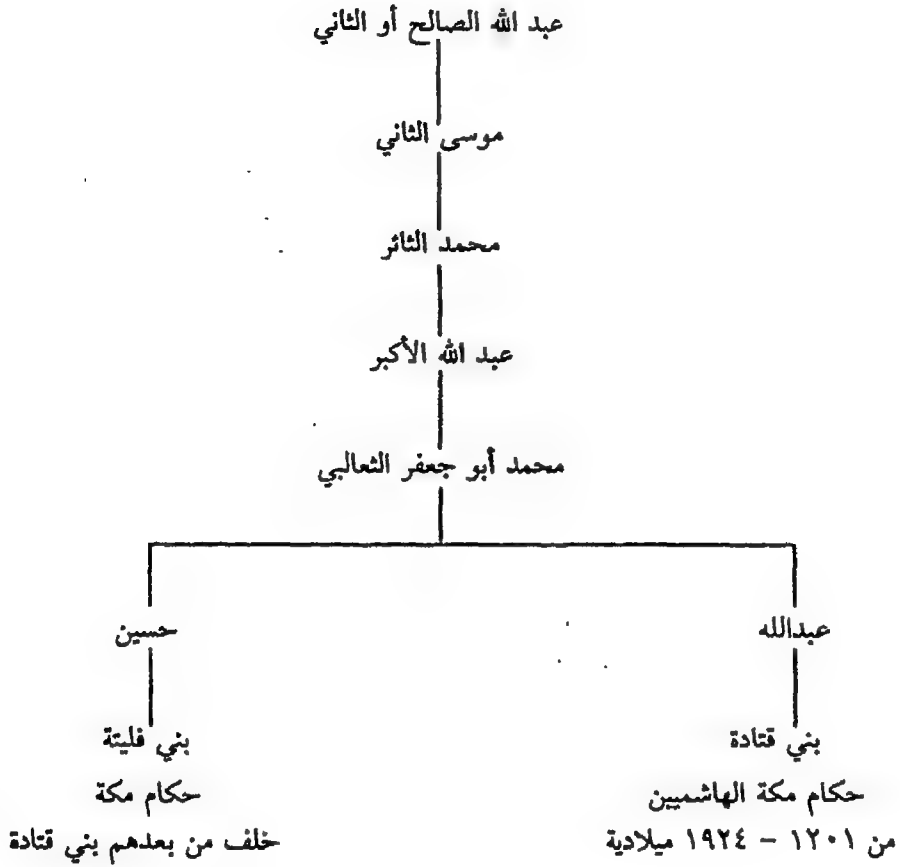 عبد الله الصالح أو الثاني
موسى الثاني
محمد الثائر
عبد الله الأكبر
محمد أبو جعفر الثعالبي
عبدالله
حسين
بني قتادة
بني فليتة
حكام مكة الهاشميين
حكام مكة
من ١٢٠١ – ١٩٢٤ ميلادية
خلف من بعدهم بني قتادة